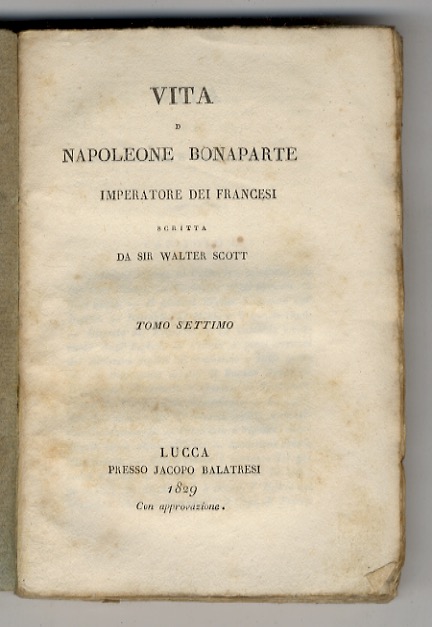 VITA
D
NAPOLEONE BONAPARTE
IMPERATORE DEI FRANCESI
SCRITTA
DA SIR WALTER SCOTT
TOMO SETTIMO
LUCCA
PRESSO JACOPO BALATRESI
1829
Con approvazione.